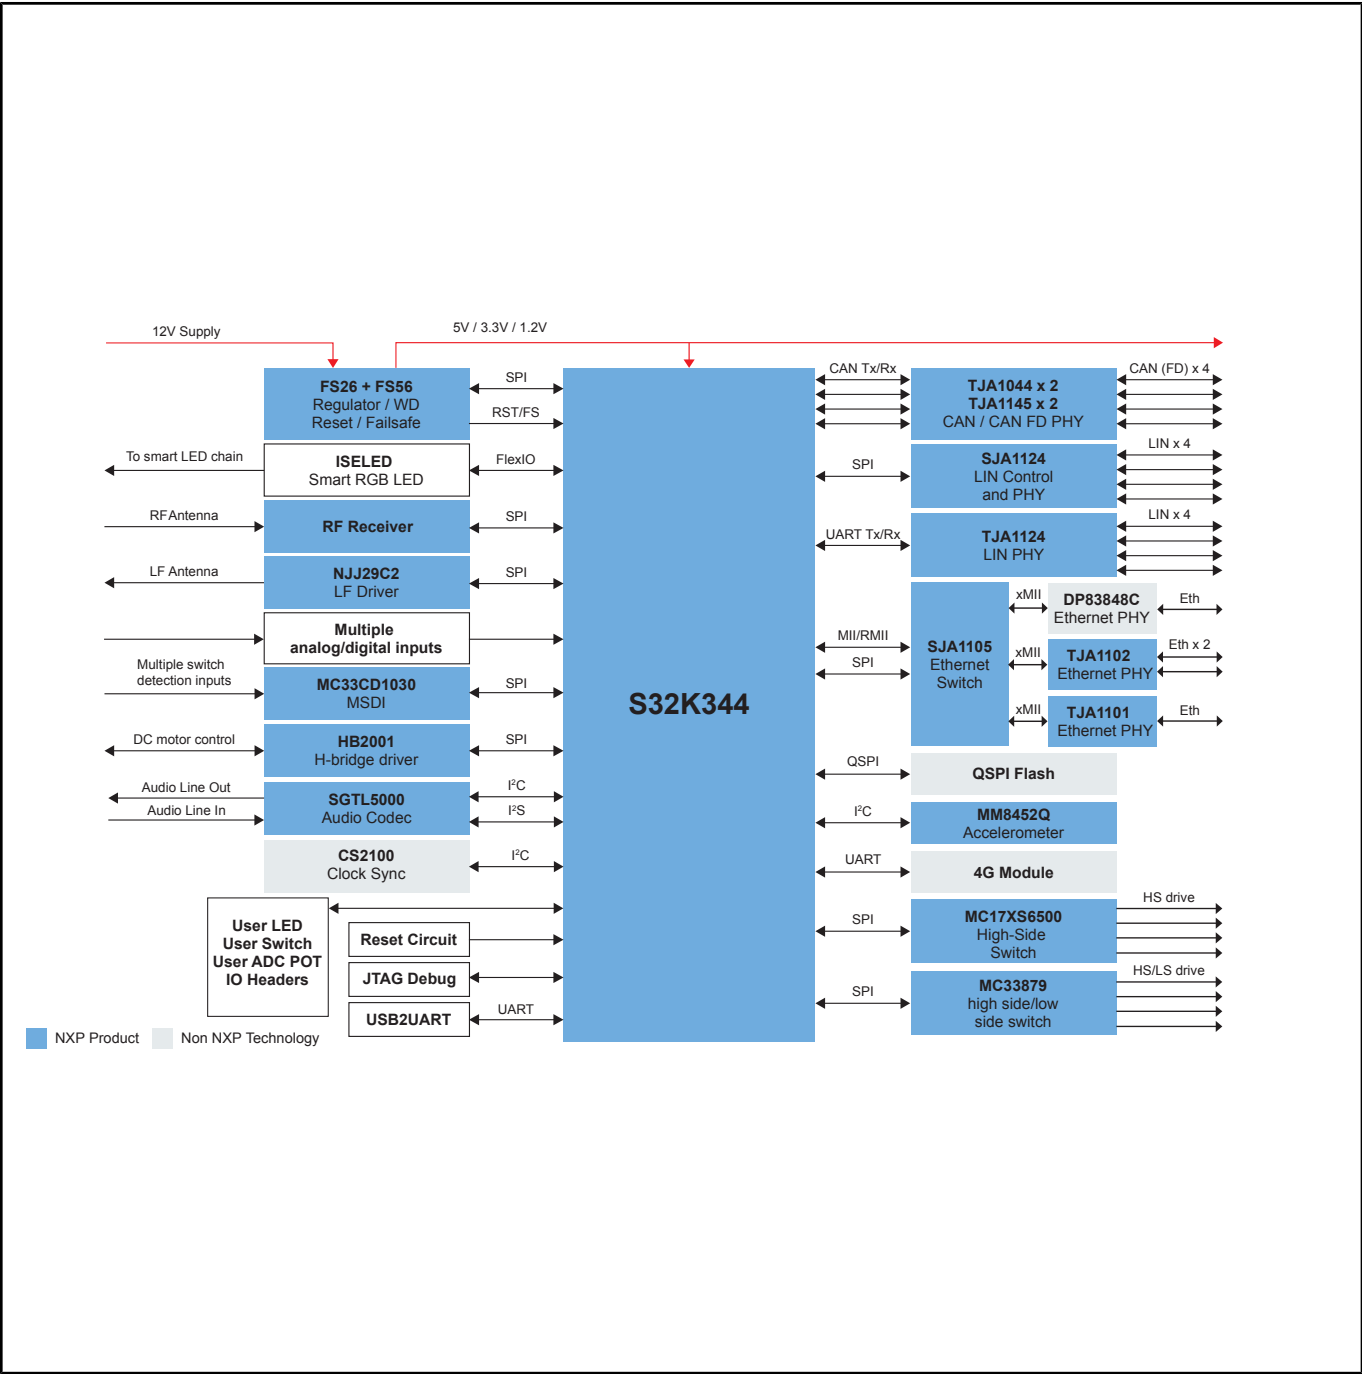 12V Supply
5V / 3.3V / 1.2V
FS26 + FS56
Regulator / WD
Reset / Failsafe
SPI
RST/FS
To smart LED chain
ISELED
Smart RGB LED
FlexIO
RF Antenna
RF Receiver
SPI
LF Antenna
NJJ29C2
LF Driver
SPI
Multiple
analog/digital inputs
Multiple switch
detection inputs
MC33CD1030
MSDI
SPI
DC motor control
HB2001
H-bridge driver
SPI
Audio Line Out
Audio Line In
SGTL5000
Audio Codec
I²C
I²S
CS2100
Clock Sync
I²C
User LED
User Switch
User ADC POT
IO Headers
Reset Circuit
JTAG Debug
USB2UART
UART
S32K344
CAN Tx/Rx
TJA1044 x 2
TJA1145 x 2
CAN / CAN FD PHY
CAN (FD) x 4
SPI
SJA1124
LIN Control
and PHY
LIN x 4
UART Tx/Rx
TJA1124
LIN PHY
LIN x 4
MII/RMII
SPI
SJA1105
Ethernet
Switch
xMII
DP83848C
Ethernet PHY
Eth
xMII
TJA1102
Ethernet PHY
Eth x 2
xMII
TJA1101
Ethernet PHY
Eth
QSPI
QSPI Flash
I²C
MM8452Q
Accelerometer
UART
4G Module
SPI
MC17XS6500
High-Side
Switch
HS drive
SPI
MC33879
high side/low
side switch
HS/LS drive
NXP Product
Non NXP Technology